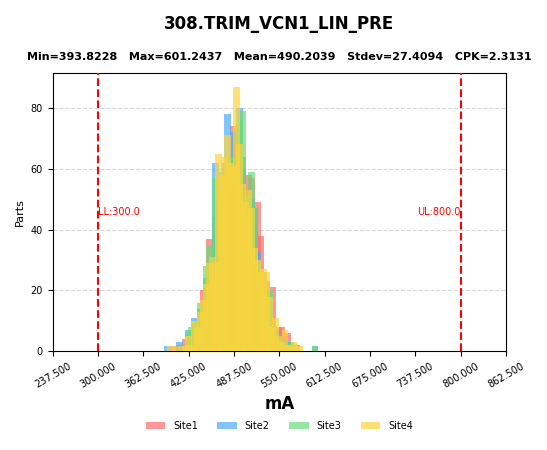 308.TRIM_VCN1_LIN_PRE
Min=393.8228 Max=601.2437 Mean=490.2039 Stdev=27.4094 CPK=2.3131
80
60
40
20
0
Parts
LL:300.0
UL:800.0
237.500 300.000 362.500 425.000 487.500 550.000 612.500 675.000 737.500 800.000 862.500
mA
Site1 Site2 Site3 Site4